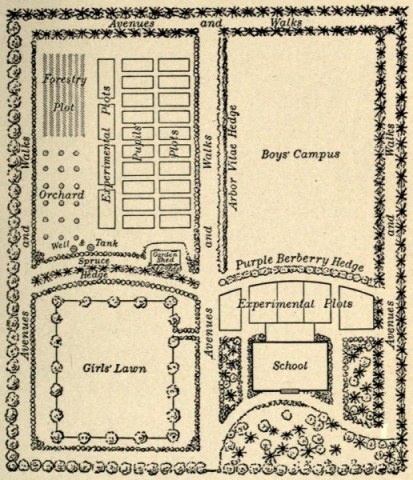 Avenues and Walks
Forestry
Plot
Experimental Plots
Pupils' Plots
Walks
and
Avenues
Arbor Vitae Hedge
Boys' Campus
Walks
and
Avenues
Orchard
Well & Tank
Garden
Shed
Spruce
Hedge
Purple Berberry Hedge
Experimental Plots
Walks
and
Avenues
Girls' Lawn
School